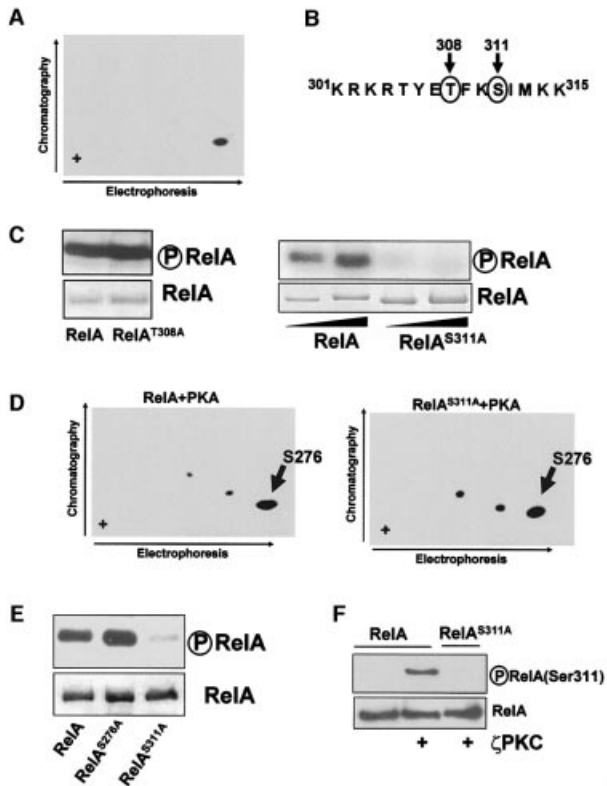 A
Chromatography
+
Electrophoresis
B
308 311
301KRKRTYETFKSIMKK315
C
P RelA
RelA
RelA RelAT308A
P RelA
RelA
RelA RelAS311A
D
RelA+PKA
Chromatography
S276
+
Electrophoresis
RelAS311A+PKA
Chromatography
S276
+
Electrophoresis
E
P RelA
RelA
RelA
RelAS276A
RelAS311A
F
RelA RelAS311A
P RelA(Ser311)
RelA
+ + ζPKC